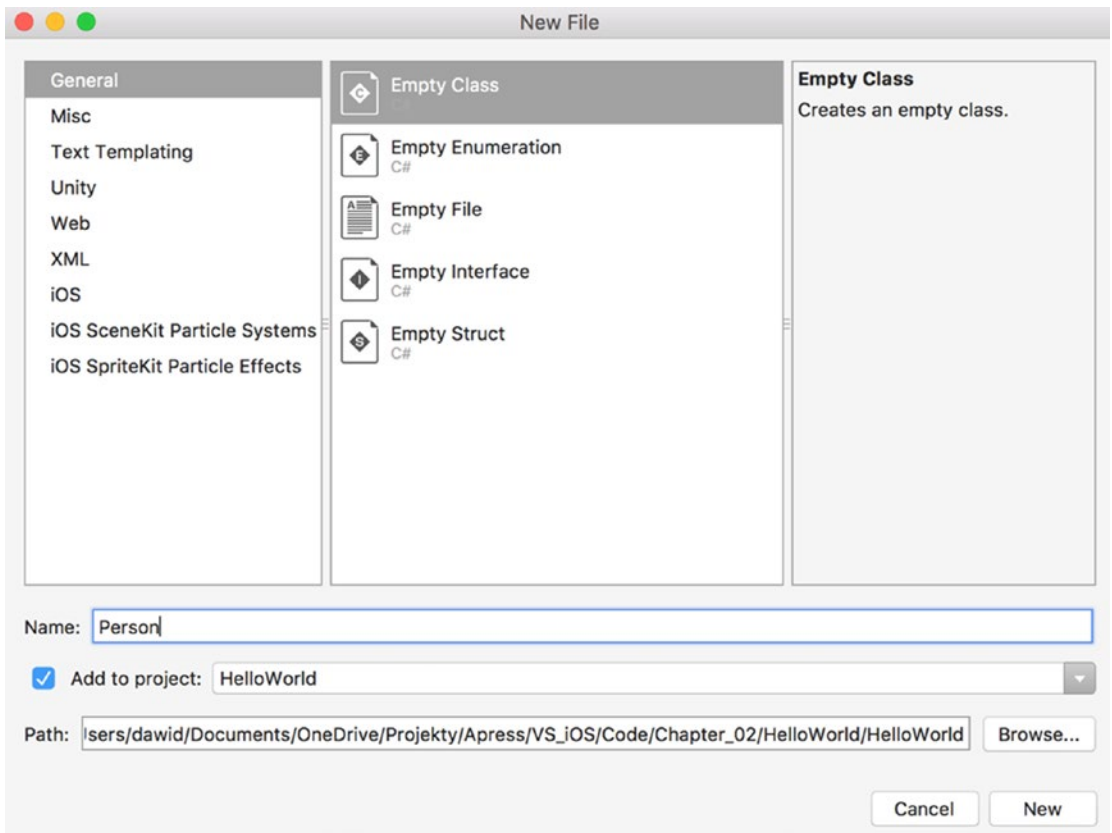 New File
General
Misc
Text Templating
Unity
Web
XML
iOS
iOS SceneKit Particle Systems
iOS SpriteKit Particle Effects
Empty Class
C#
Empty Enumeration
C#
Empty File
C#
Empty Interface
C#
Empty Struct
C#
Empty Class
Creates an empty class.
Name: Person
Add to project: HelloWorld
Path: sers/dawid/Documents/OneDrive/Projekty/Apress/VS_iOS/Code/Chapter_02/HelloWorld/HelloWorld Browse...
Cancel New